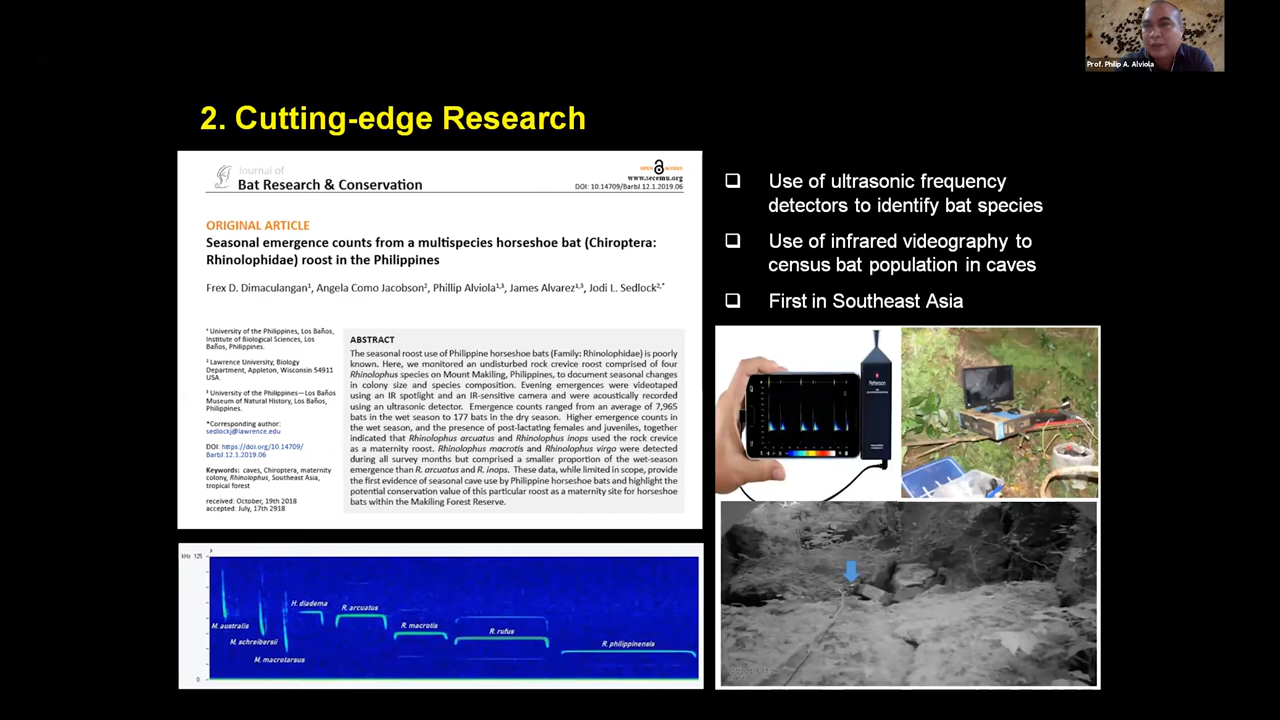 Prof. Philip A. Alviola
2. Cutting-edge Research
Journal of
Bat Research & Conservation
OPEN ACCESS
www.secemu.org
DOI: 10.14709/BarbJ.12.1.2019.06
ORIGINAL ARTICLE
Seasonal emergence counts from a multispecies horseshoe bat (Chiroptera:
Rhinolophidae) roost in the Philippines
Frex D. Dimaculangan¹, Angela Como Jacobson², Phillip Alviola¹,³, James Alvarez¹,³, Jodi L. Sedlock²,*
¹ University of the Philippines, Los Baños,
Institute of Biological Sciences, Los
Baños, Philippines.
² Lawrence University, Biology
Department, Appleton, Wisconsin 54911
USA.
³ University of the Philippines—Los Baños
Museum of Natural History, Los Baños,
Philippines.
*Corresponding author:
sedlockj@lawrence.edu
DOI: https://doi.org/10.14709/
BarbJ.12.1.2019.06
Keywords: caves, Chiroptera, maternity
colony, Rhinolophus, Southeast Asia,
tropical forest
received: October, 19th 2018
accepted: July, 17th 2918
ABSTRACT
The seasonal roost use of Philippine horseshoe bats (Family: Rhinolophidae) is poorly
known. Here, we monitored an undisturbed rock crevice roost comprised of four
Rhinolophus species on Mount Makiling, Philippines, to document seasonal changes
in colony size and species composition. Evening emergences were videotaped
using an IR spotlight and an IR-sensitive camera and were acoustically recorded
using an ultrasonic detector. Emergence counts ranged from an average of 7,965
bats in the wet season to 177 bats in the dry season. Higher emergence counts in
the wet season, and the presence of post-lactating females and juveniles, together
indicated that Rhinolophus arcuatus and Rhinolophus inops used the rock crevice
as a maternity roost. Rhinolophus macrotis and Rhinolophus virgo were detected
during all survey months but comprised a smaller proportion of the wet-season
emergence than R. arcuatus and R. inops. These data, while limited in scope, provide
the first evidence of seasonal cave use by Philippine horseshoe bats and highlight the
potential conservation value of this particular roost as a maternity site for horseshoe
bats within the Makiling Forest Reserve.
Use of ultrasonic frequency
detectors to identify bat species
Use of infrared videography to
census bat population in caves
First in Southeast Asia
Pettersson
kHz 125
0
M. australis
M. schreibersii
M. macrotarsus
H. diadema
R. arcuatus
R. macrotis
R. rufus
R. philippinensis